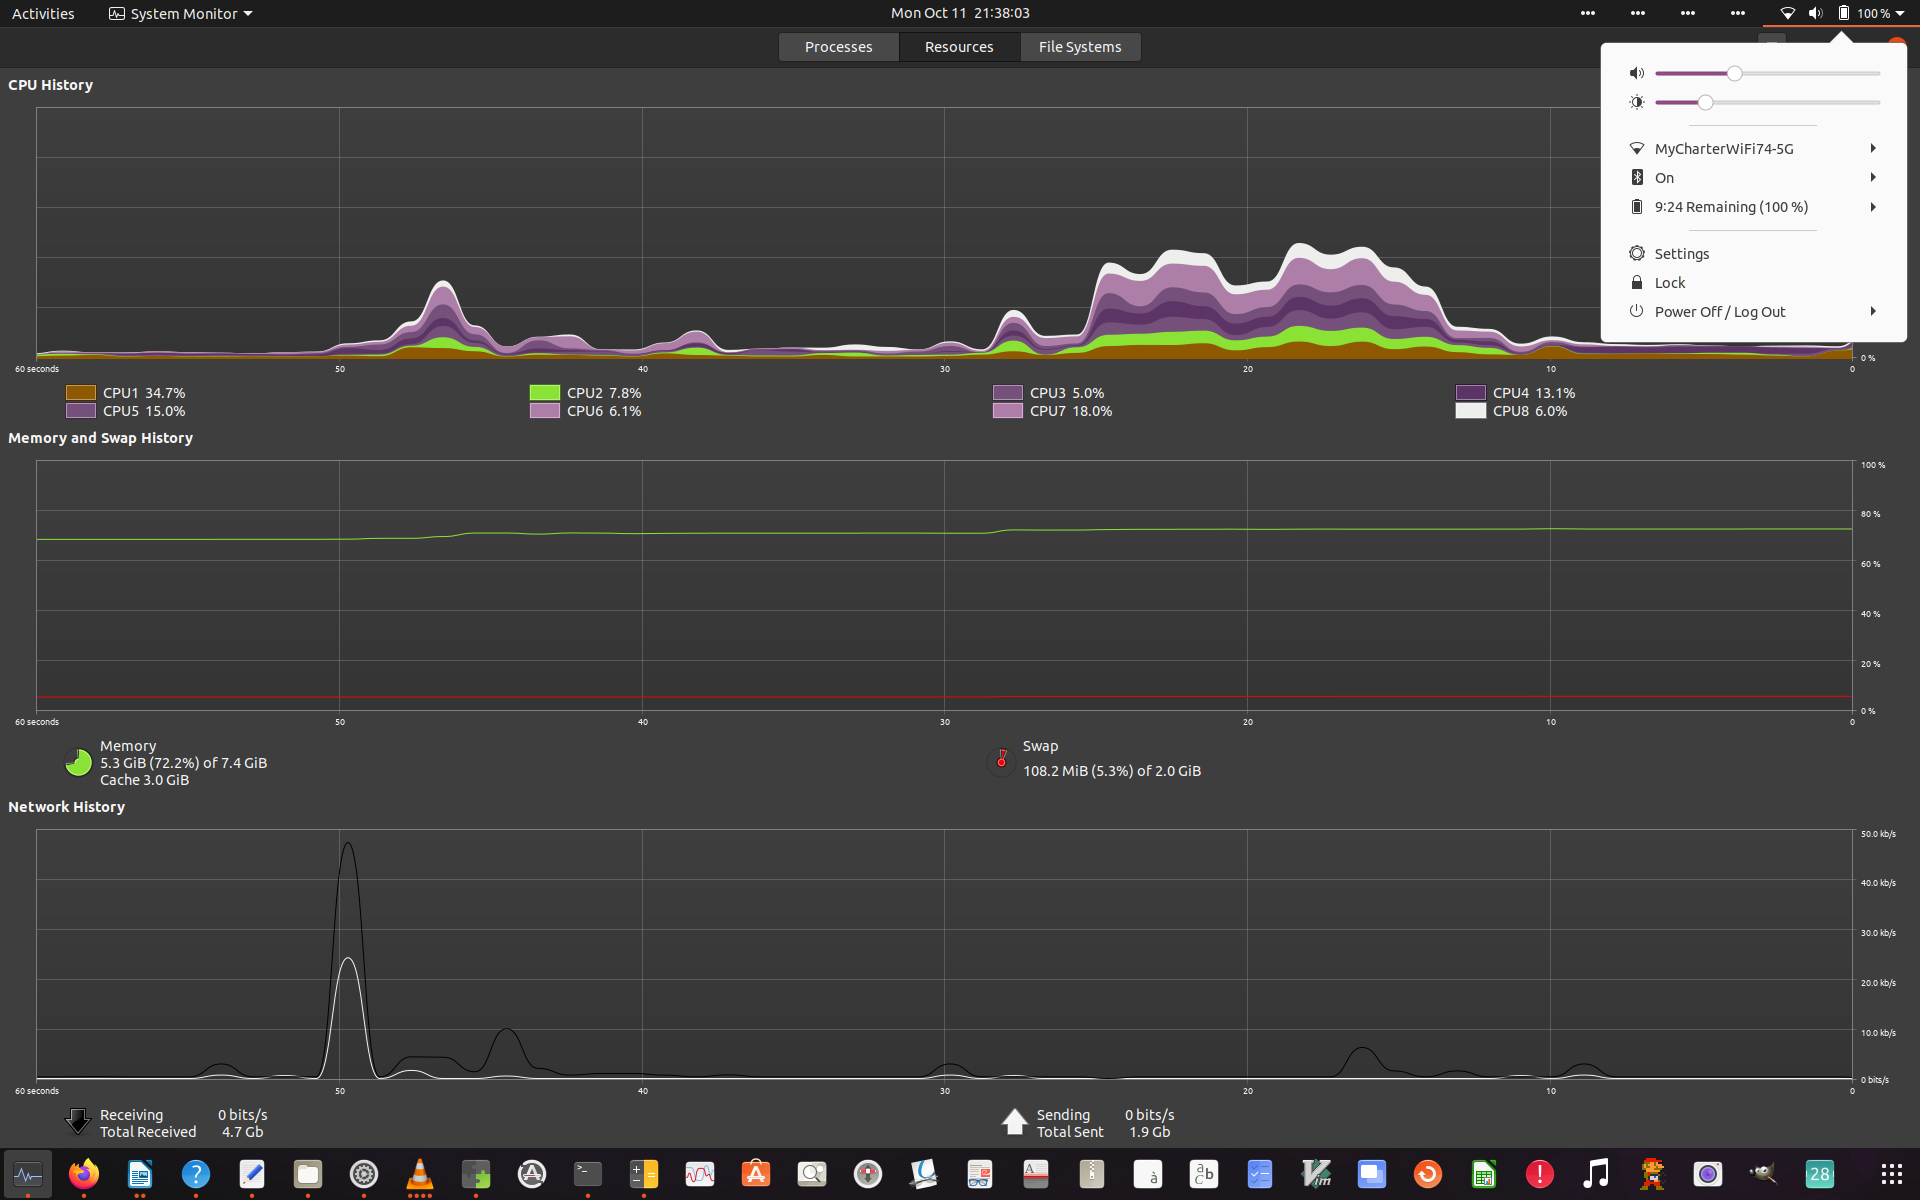 Activities System Monitor Mon Oct 11 21:38:03 100 %
Processes Resources File Systems
CPU History
MyCharterWiFi74-5G
On
9:24 Remaining (100 %)
Settings
Lock
Power Off / Log Out
0 %
60 seconds 50 40 30 20 10 0
CPU1 34.7% CPU2 7.8% CPU3 5.0% CPU4 13.1%
CPU5 15.0% CPU6 6.1% CPU7 18.0% CPU8 6.0%
Memory and Swap History
100 %
80 %
60 %
40 %
20 %
0 %
60 seconds 50 40 30 20 10 0
Memory
5.3 GiB (72.2%) of 7.4 GiB
Cache 3.0 GiB
Swap
108.2 MiB (5.3%) of 2.0 GiB
Network History
50.0 kb/s
40.0 kb/s
30.0 kb/s
20.0 kb/s
10.0 kb/s
0 bits/s
60 seconds 50 40 30 20 10 0
Receiving 0 bits/s
Total Received 4.7 Gb
Sending 0 bits/s
Total Sent 1.9 Gb
28